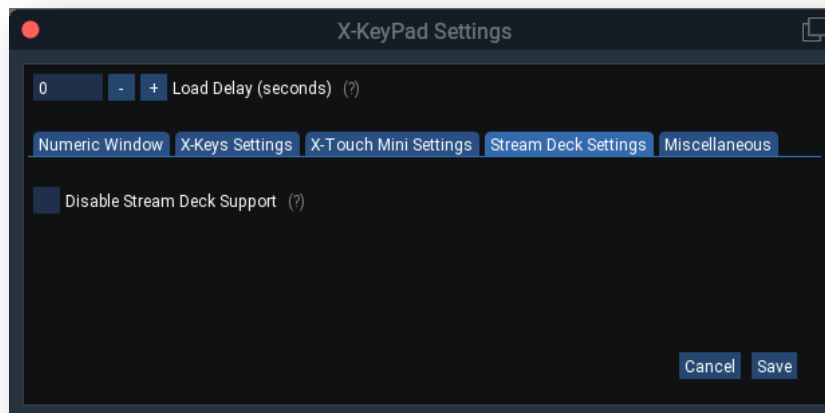 X-KeyPad Settings
0 - + Load Delay (seconds) (?)
Numeric Window X-Keys Settings X-Touch Mini Settings Stream Deck Settings Miscellaneous
Disable Stream Deck Support (?)
Cancel Save